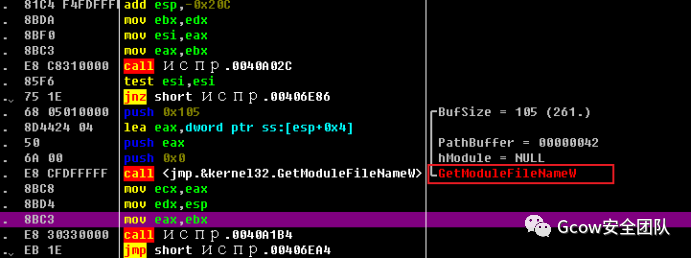 . 81C4 F4FDFFFF add esp,-0x20C
. 8BDA mov ebx,edx
. 8BF0 mov esi,eax
. 8BC3 mov eax,ebx
. E8 C8310000 call испр.0040A02C
. 85F6 test esi,esi
. 75 1E jnz short испр.00406E86
. 68 05010000 push 0x105 BufSize = 105 (261.)
. 8D4424 04 lea eax,dword ptr ss:[esp+0x4]
. 50 push eax PathBuffer = 00000042
. 6A 00 push 0x0 hModule = NULL
. E8 CFDFFFFF call <jmp.&kernel32.GetModuleFileNameW> GetModuleFileNameW
. 8BC8 mov ecx,eax
. 8BD4 mov edx,esp
. 8BC3 mov eax,ebx
. E8 30330000 call испр.0040A1B4
. EB 1E jmp short испр.00406EA4
Gcow安全团队